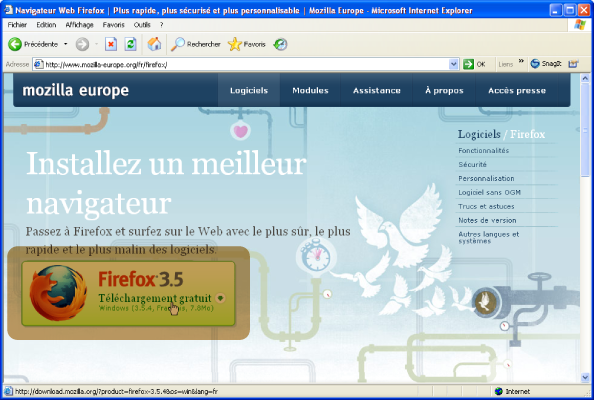 Navigateur Web Firefox | Plus rapide, plus sécurisé et plus personnalisable | Mozilla Europe - Microsoft Internet Explorer
Fichier Edition Affichage Favoris Outils ?
Précédente Rechercher Favoris
Adresse http://www.mozilla-europe.org/fr/firefox/ OK Liens » SnagIt
mozilla europe Logiciels Modules Assistance À propos Accès presse
Logiciels / Firefox
Fonctionnalités
Sécurité
Personnalisation
Logiciel sans OGM
Trucs et astuces
Notes de version
Autres langues et
systèmes
Installez un meilleur
navigateur
Passez à Firefox et surfez sur le Web avec le plus sûr, le plus
rapide et le plus malin des logiciels.
Firefox 3.5
Téléchargement gratuit
Windows (3.5.4, Français, 7.8Mo)
http://download.mozilla.org/?product=firefox-3.5.4&os=win&lang=fr Internet